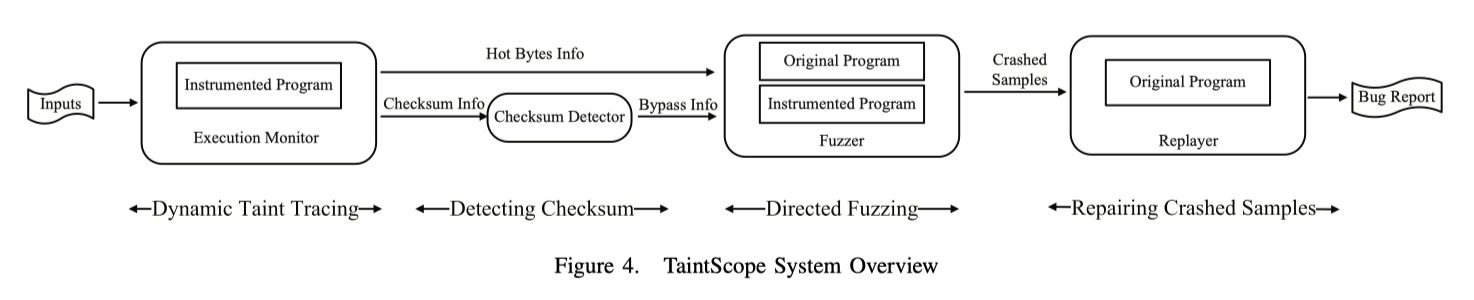 Inputs
Instrumented Program
Execution Monitor
Hot Bytes Info
Checksum Info
Checksum Detector
Bypass Info
Original Program
Instrumented Program
Fuzzer
Crashed
Samples
Original Program
Replayer
Bug Report
Dynamic Taint Tracing
Detecting Checksum
Directed Fuzzing
Repairing Crashed Samples
Figure 4. TaintScope System Overview